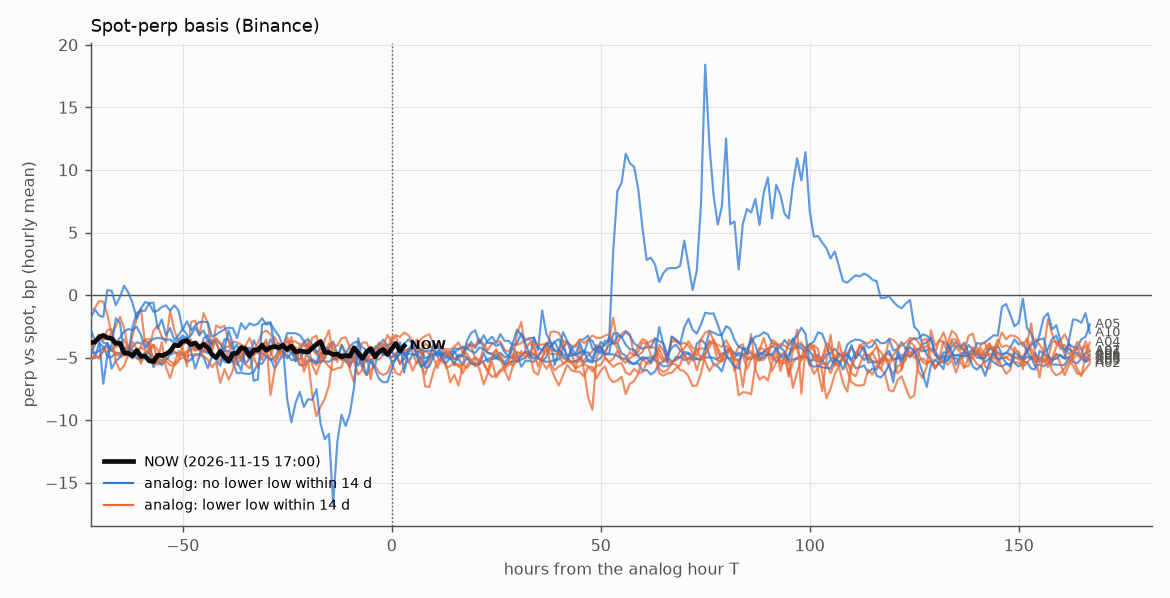 Spot-perp basis (Binance)
perp vs spot, bp (hourly mean)
20
15
10
5
0
−5
−10
−15
NOW
A05
A10
A04
A02
NOW (2026-11-15 17:00)
analog: no lower low within 14 d
analog: lower low within 14 d
−50
0
50
100
150
hours from the analog hour T